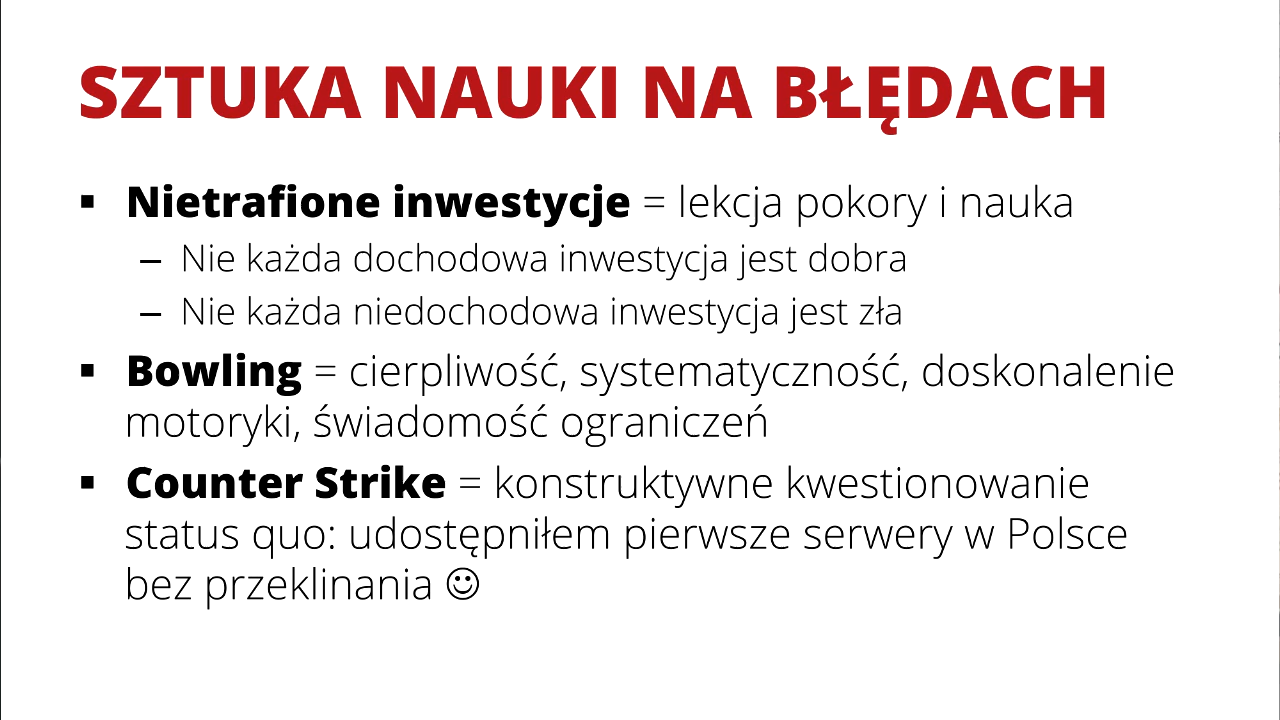 SZTUKA NAUKI NA BŁĘDACH
▪ Nietrafione inwestycje = lekcja pokory i nauka
– Nie każda dochodowa inwestycja jest dobra
– Nie każda niedochodowa inwestycja jest zła
▪ Bowling = cierpliwość, systematyczność, doskonalenie
motoryki, świadomość ograniczeń
▪ Counter Strike = konstruktywne kwestionowanie
status quo: udostępniłem pierwsze serwery w Polsce
bez przeklinania ☺